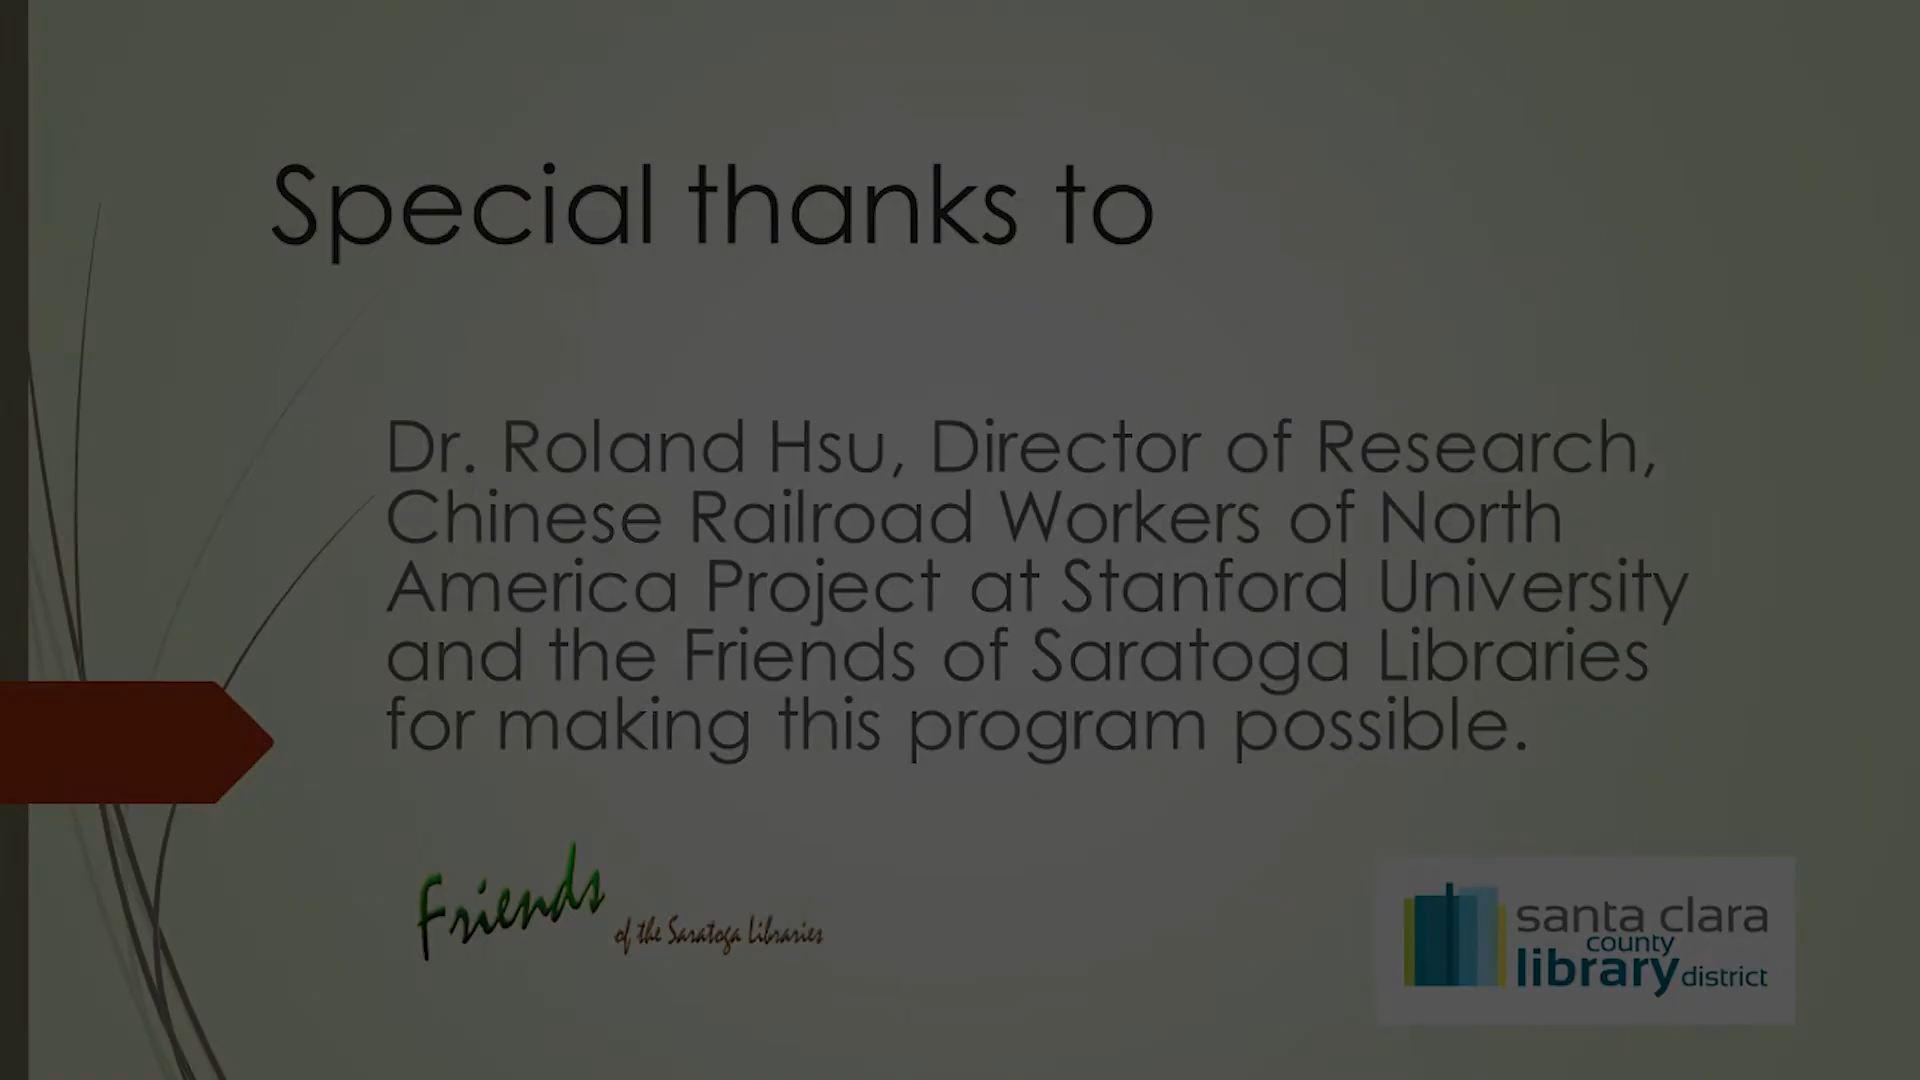 Special thanks to
Dr. Roland Hsu, Director of Research,
Chinese Railroad Workers of North
America Project at Stanford University
and the Friends of Saratoga Libraries
for making this program possible.
Friends
of the Saratoga Libraries
santa clara
county
library district